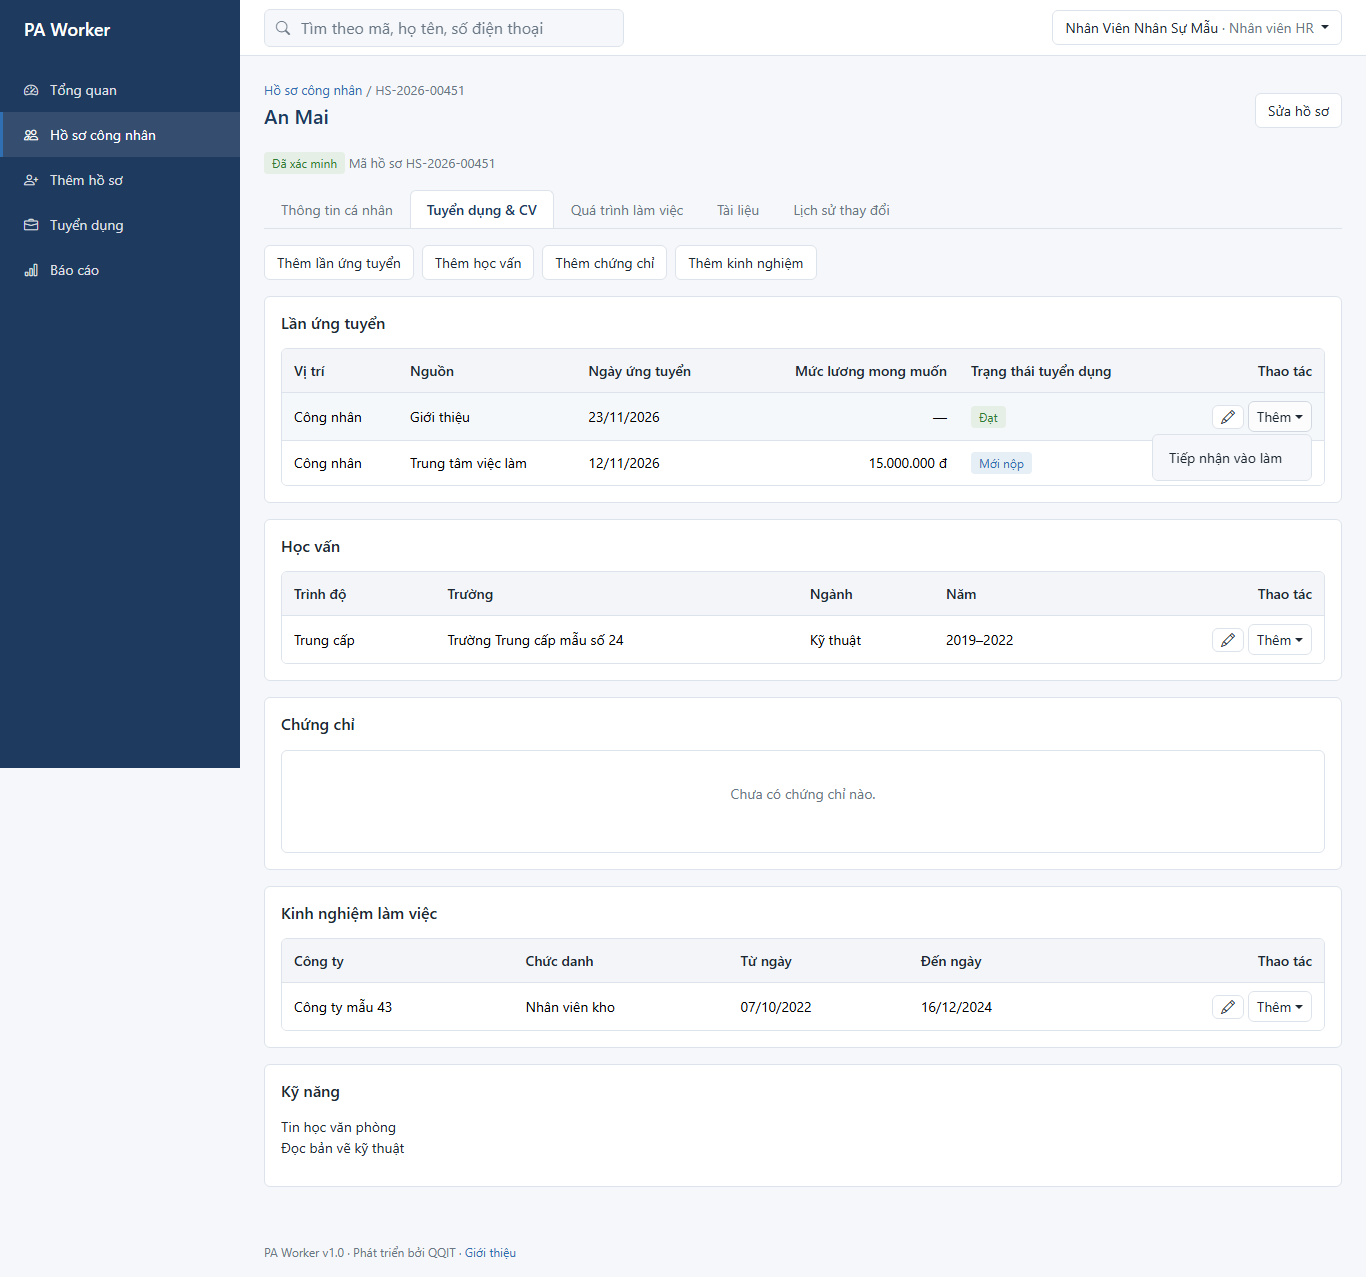 PA Worker
Tìm theo mã, họ tên, số điện thoại
Nhân Viên Nhân Sự Mẫu · Nhân viên HR
Tổng quan
Hồ sơ công nhân
Thêm hồ sơ
Tuyển dụng
Báo cáo
Hồ sơ công nhân / HS-2026-00451
An Mai
Sửa hồ sơ
Đã xác minh Mã hồ sơ HS-2026-00451
Thông tin cá nhân Tuyển dụng & CV Quá trình làm việc Tài liệu Lịch sử thay đổi
Thêm lần ứng tuyển Thêm học vấn Thêm chứng chỉ Thêm kinh nghiệm
Lần ứng tuyển
Vị trí Nguồn Ngày ứng tuyển Mức lương mong muốn Trạng thái tuyển dụng Thao tác
Công nhân Giới thiệu 23/11/2026 — Đạt Thêm
Công nhân Trung tâm việc làm 12/11/2026 15.000.000 đ Mới nộp
Tiếp nhận vào làm
Học vấn
Trình độ Trường Ngành Năm Thao tác
Trung cấp Trường Trung cấp mẫu số 24 Kỹ thuật 2019–2022 Thêm
Chứng chỉ
Chưa có chứng chỉ nào.
Kinh nghiệm làm việc
Công ty Chức danh Từ ngày Đến ngày Thao tác
Công ty mẫu 43 Nhân viên kho 07/10/2022 16/12/2024 Thêm
Kỹ năng
Tin học văn phòng
Đọc bản vẽ kỹ thuật
PA Worker v1.0 · Phát triển bởi QQIT · Giới thiệu